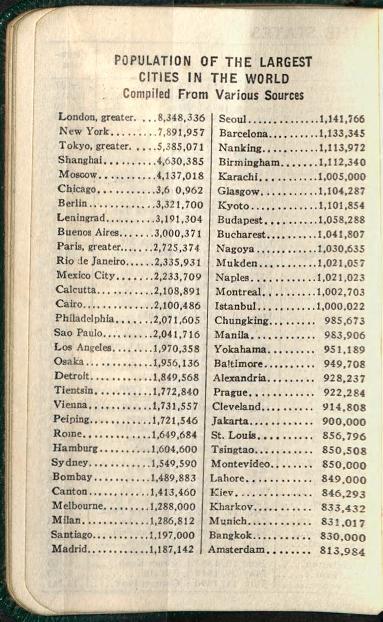 POPULATION OF THE LARGEST
CITIES IN THE WORLD
Compiled From Various Sources
London, greater. ...8,348,336
New York.........7,891,957
Tokyo, greater. ...5,385,071
Shanghai..........4,630,385
Moscow..........4,137,018
Chicago..........3,6 0,962
Berlin............3,321,700
Leningrad........3,191,304
Buenos Aires......3,000,371
Paris, greater......2,725,374
Rio de Janeiro.....2,335,931
Mexico City.......2,233,709
Calcutta..........2,108,891
Cairo.............2,100,486
Philadelphia.......2,071,605
Sao Paulo.........2,041,716
Los Angeles.......1,970,358
Osaka............1,956,136
Detroit...........1,849,568
Tientsin..........1,772,840
Vienna...........1,731,557
Peiping...........1,721,546
Rome............1,649,684
Hamburg.........1,604,600
Sydney...........1,549,590
Bombay..........1,489,883
Canton...........1,413,460
Melbourne........1,288,000
Milan............1,286,812
Santiago..........1,197,000
Madrid...........1,187,142
Seoul.............1,141,766
Barcelona.........1,133,345
Nanking..........1,113,972
Birmingham.......1,112,340
Karachi...........1,005,000
Glasgow..........1,104,287
Kyoto............1,101,854
Budapest.........1,058,288
Bucharest.........1,041,807
Nagoya..........1,030,635
Mukden..........1,021,057
Naples...........1,021,023
Montreal.........1,002,703
Istanbul..........1,000,022
Chungking........ 985,673
Manila........... 983,906
Yokahama........ 951,189
Baltimore......... 949,708
Alexandria........ 928,237
Prague........... 922,284
Cleveland......... 914,808
Jakarta........... 900,000
St. Louis.......... 856,796
Tsingtao.......... 850,508
Montevideo....... 850,000
Lahore........... 849,000
Kiev............. 846,293
Kharkov.......... 833,432
Munich........... 831,017
Bangkok.......... 830,000
Amsterdam........ 813,984